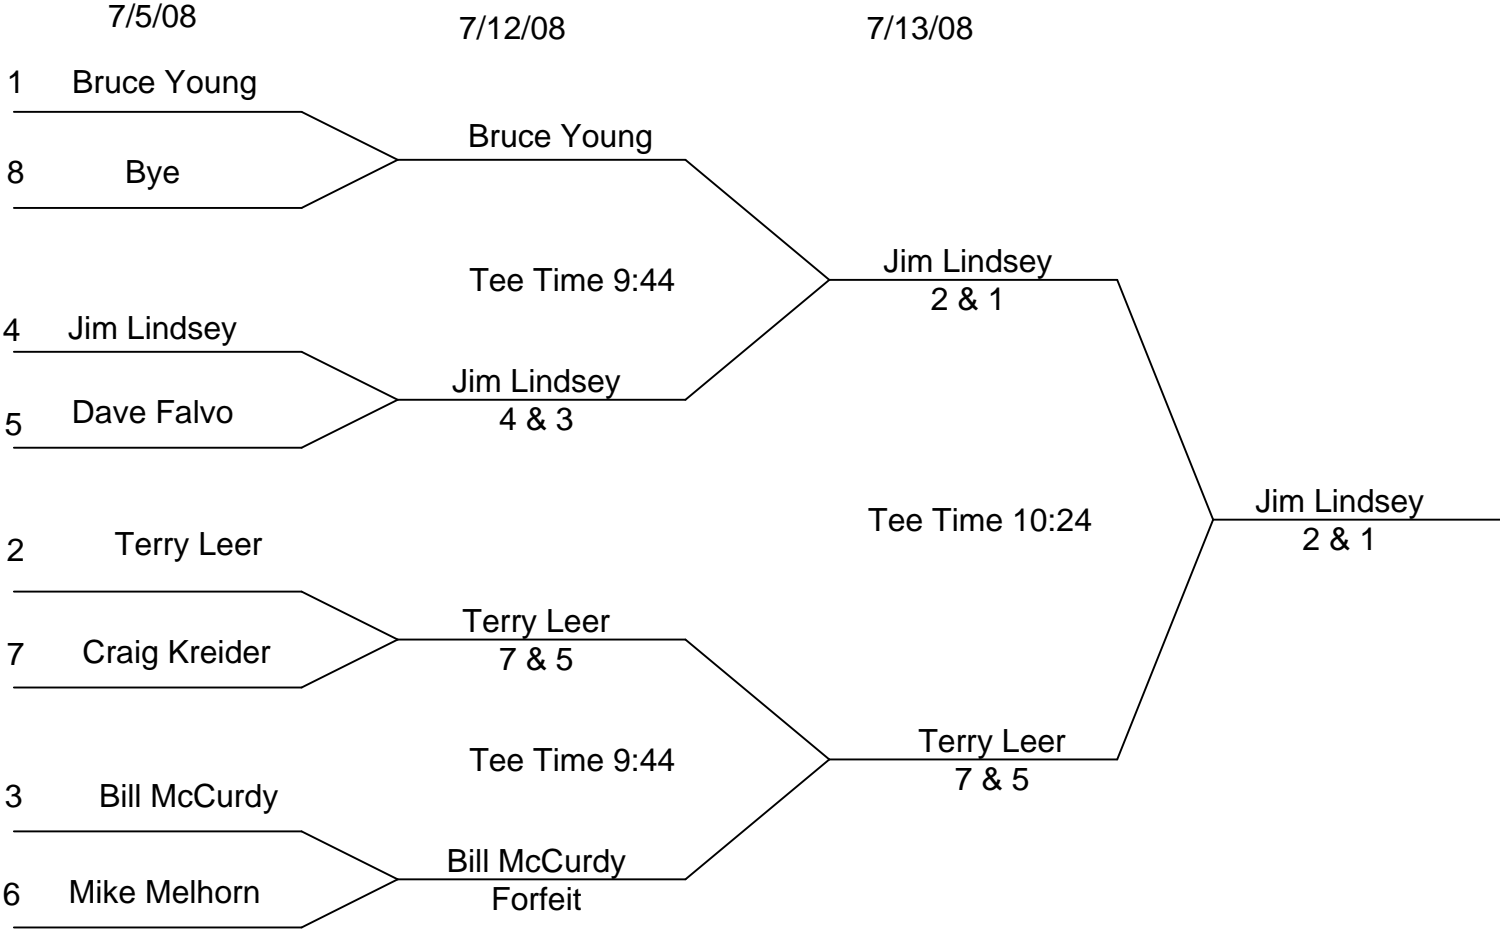 7/5/08
7/12/08
7/13/08
1 Bruce Young
Bruce Young
8 Bye
Jim Lindsey
Tee Time 9:44
2 & 1
4 Jim Lindsey
Jim Lindsey
5 Dave Falvo
4 & 3
Jim Lindsey
Tee Time 10:24
2 & 1
2 Terry Leer
Terry Leer
7 Craig Kreider
7 & 5
Terry Leer
Tee Time 9:44
7 & 5
3 Bill McCurdy
Bill McCurdy
6 Mike Melhorn
Forfeit